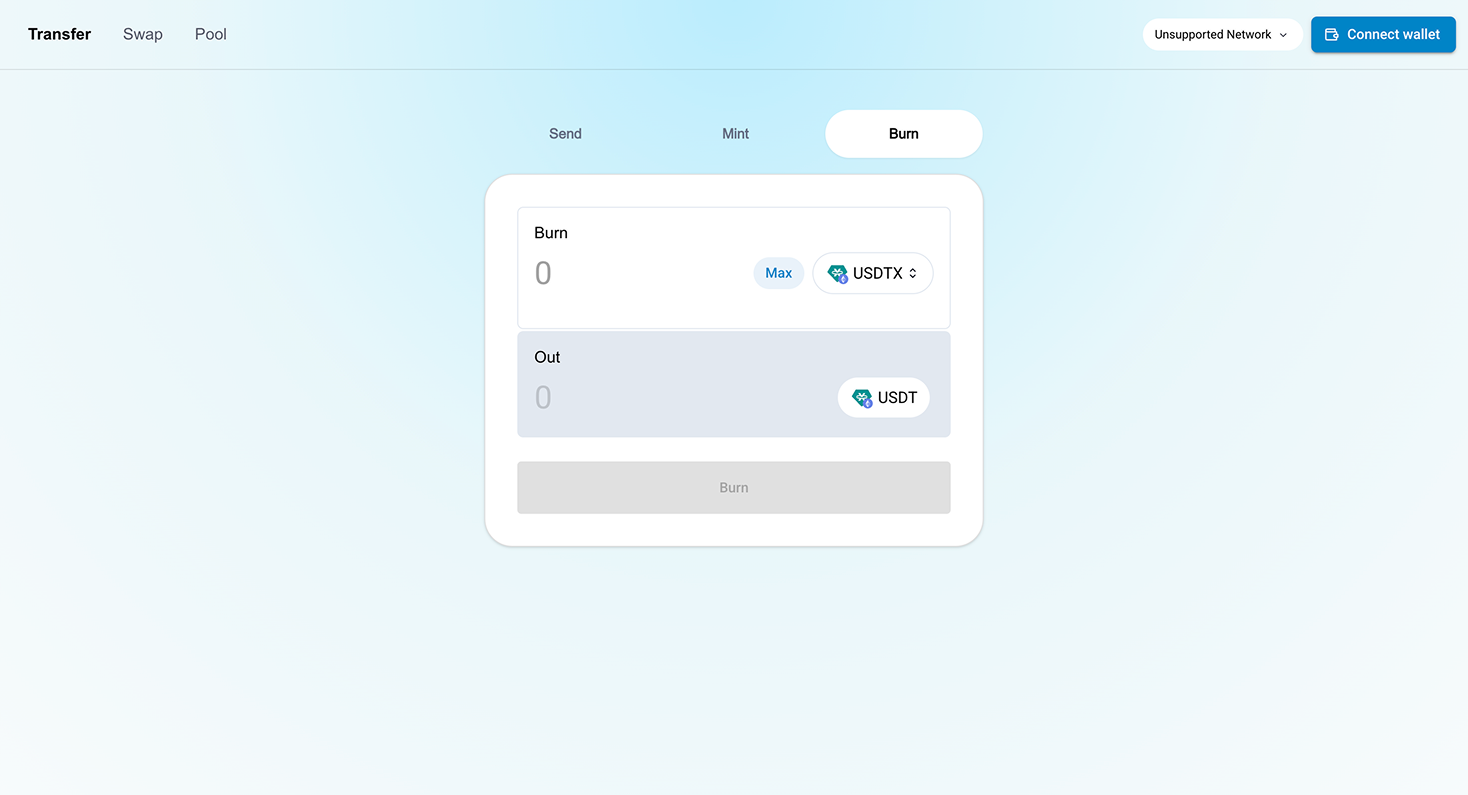 Transfer Swap Pool Unsupported Network Connect wallet
Send Mint Burn
Burn
0 Max USDTX
Out
0 USDT
Burn